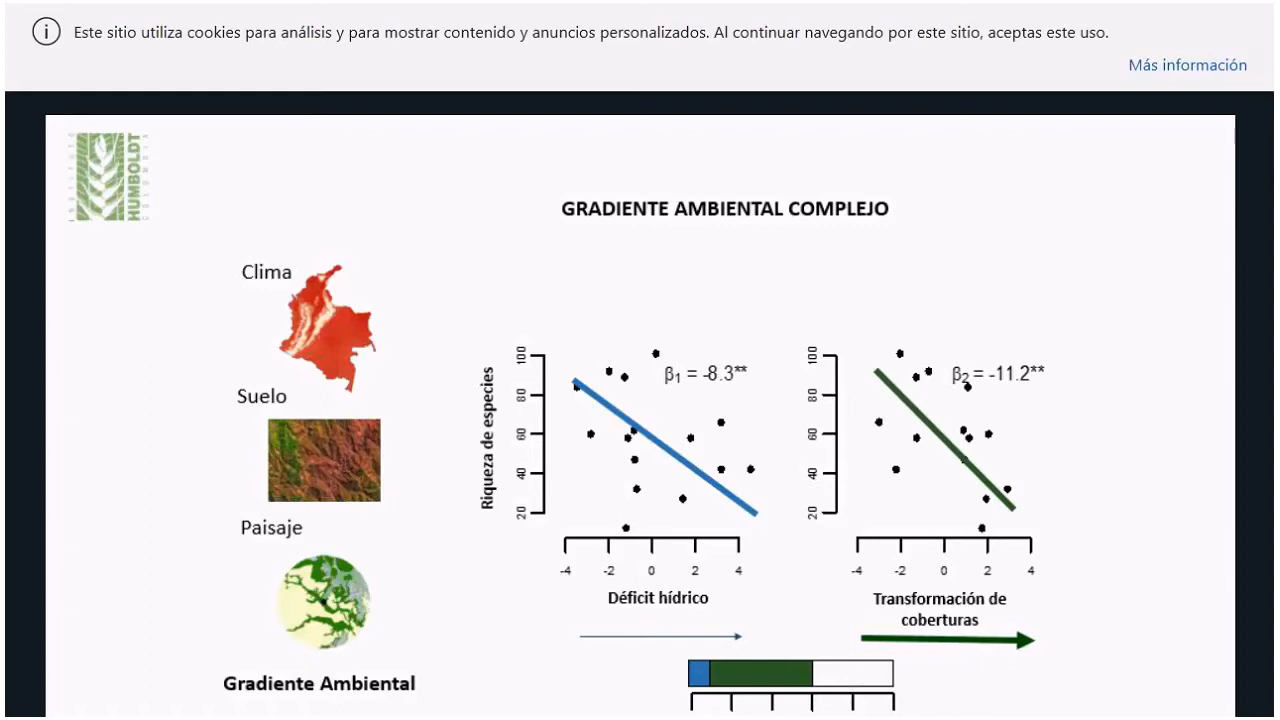 Este sitio utiliza cookies para análisis y para mostrar contenido y anuncios personalizados. Al continuar navegando por este sitio, aceptas este uso.
Más información
INSTITUTO
HUMBOLDT
COLOMBIA
GRADIENTE AMBIENTAL COMPLEJO
Clima
Suelo
Paisaje
Gradiente Ambiental
Riqueza de especies
100
80
60
40
20
β1 = -8.3**
-4 -2 0 2 4
Déficit hídrico
100
80
60
40
20
β2 = -11.2**
-4 -2 0 2 4
Transformación de
coberturas